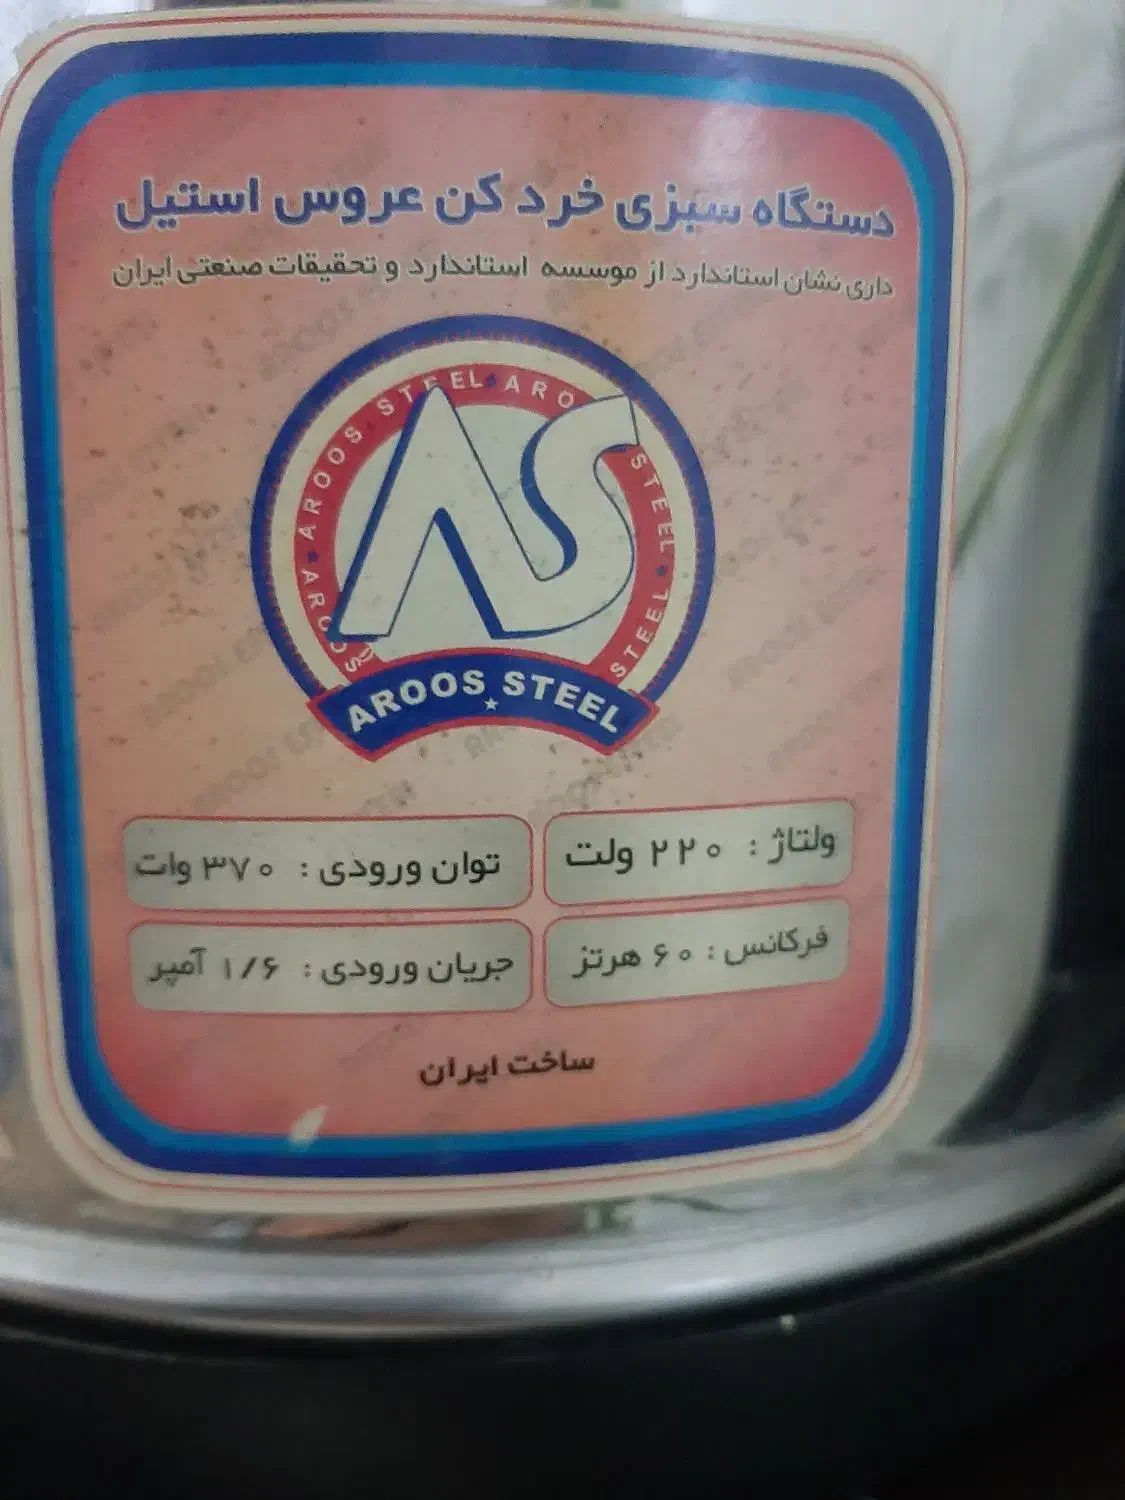 دستگاه سبزی خرد کن عروس استیل
داری نشان استاندارد از موسسه استاندارد و تحقیقات صنعتی ایران
AROOS STEEL ★ AROOS STEEL ★ STEEL ★ AROOS
AS
AROOS STEEL
ولتاژ : ۲۲۰ ولت
توان ورودی : ۳۷۰ وات
فرکانس : ۶۰ هرتز
جریان ورودی : ۱/۶ آمپر
ساخت ایران